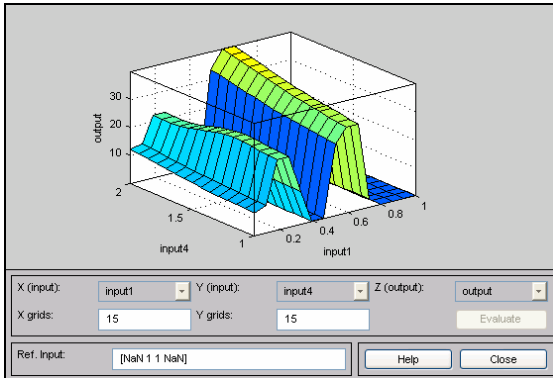 30
20
10
output
2
1.5
1
input4
0.2
0.4
0.6
0.8
1
input1
X (input): input1 Y (input): input4 Z (output): output
X grids: 15 Y grids: 15 Evaluate
Ref. Input: [NaN 1 1 NaN] Help Close